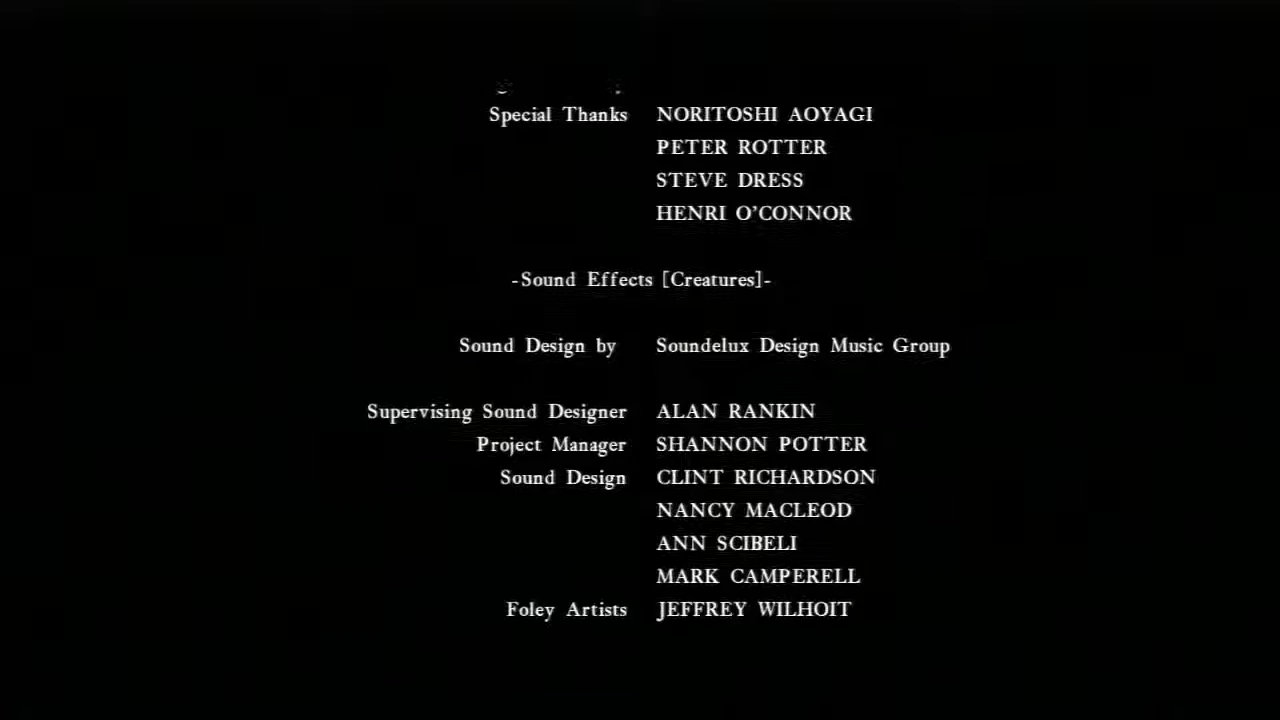 Special Thanks NORITOSHI AOYAGI
PETER ROTTER
STEVE DRESS
HENRI O'CONNOR
-Sound Effects [Creatures]-
Sound Design by Soundelux Design Music Group
Supervising Sound Designer ALAN RANKIN
Project Manager SHANNON POTTER
Sound Design CLINT RICHARDSON
NANCY MACLEOD
ANN SCIBELI
MARK CAMPERELL
Foley Artists JEFFREY WILHOIT